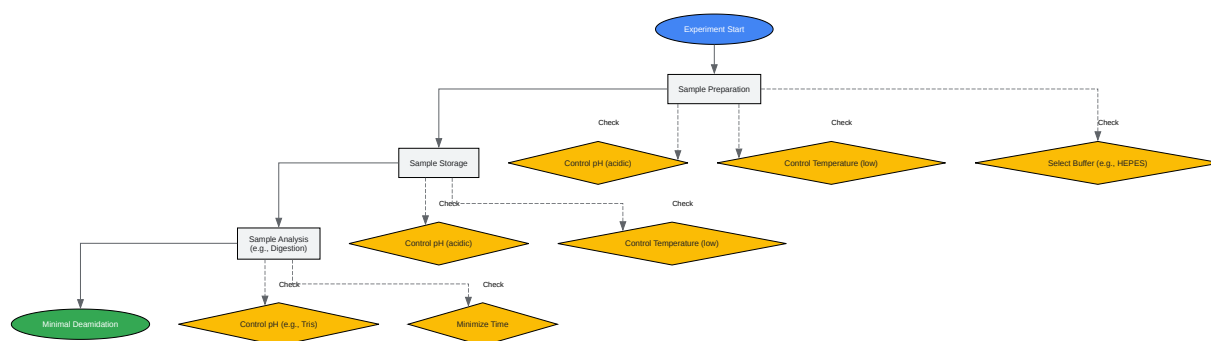 Experiment Start
Sample Preparation
Check
Check
Check
Sample Storage
Control pH (acidic)
Control Temperature (low)
Select Buffer (e.g., HEPES)
Check
Check
Sample Analysis
(e.g., Digestion)
Control pH (acidic)
Control Temperature (low)
Check
Check
Minimal Deamidation
Control pH (e.g., Tris)
Minimize Time